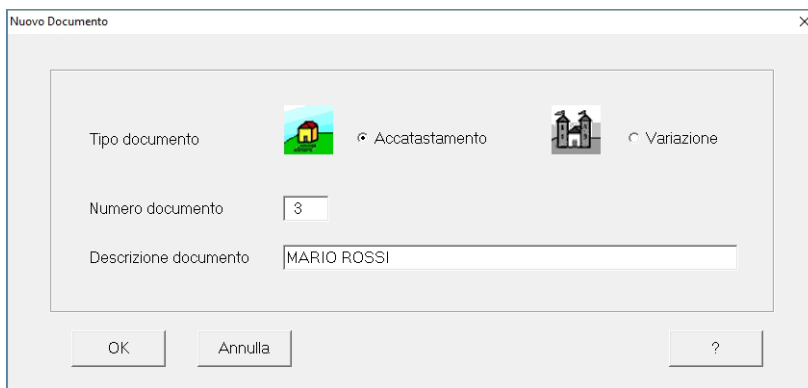 Nuovo Documento
Tipo documento
Accatastamento
Variazione
Numero documento
3
Descrizione documento
MARIO ROSSI
OK
Annulla
?